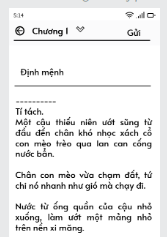 5:14
Chương 1
Gửi
Định mệnh
----------
Tí tách.
Một cậu thiếu niên ướt sũng từ
đầu đến chân khó nhọc xách cổ
con mèo trèo qua lan can cống
nước bẩn.
Chân con mèo vừa chạm đất, tứ
chi nó nhanh như gió mà chạy đi.
Nước từ ống quần của cậu nhỏ
xuống, làm ướt một mảng nhỏ
trên nền xi măng.